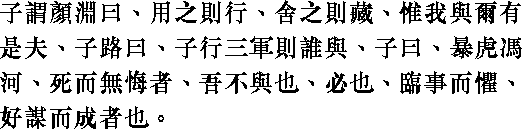 子謂顏淵曰、用之則行、舍之則藏、惟我與爾有
是夫、子路曰、子行三軍則誰與、子曰、暴虎馮
河、死而無悔者、吾不與也、必也、臨事而懼、
好謀而成者也。